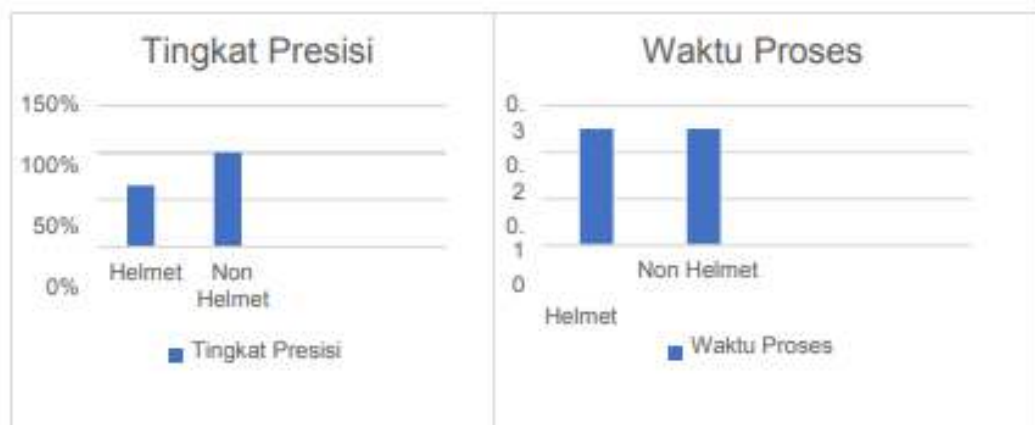 Tingkat Presisi
150%
100%
50%
0%
Helmet
Non
Helmet
Tingkat Presisi
Waktu Proses
0.
3
0.
2
0.
1
0
Non Helmet
Helmet
Waktu Proses